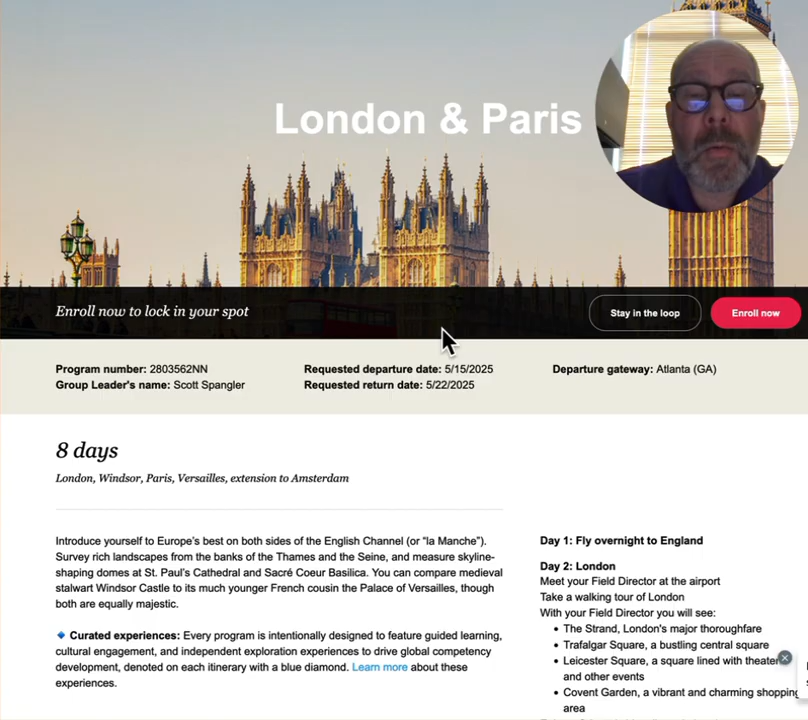 London & Paris
Enroll now to lock in your spot
Stay in the loop
Enroll now
Program number: 2803562NN
Group Leader's name: Scott Spangler
Requested departure date: 5/15/2025
Requested return date: 5/22/2025
Departure gateway: Atlanta (GA)
8 days
London, Windsor, Paris, Versailles, extension to Amsterdam
Introduce yourself to Europe's best on both sides of the English Channel (or “la Manche”).
Survey rich landscapes from the banks of the Thames and the Seine, and measure skyline-
shaping domes at St. Paul's Cathedral and Sacré Coeur Basilica. You can compare medieval
stalwart Windsor Castle to its much younger French cousin the Palace of Versailles, though
both are equally majestic.
Curated experiences: Every program is intentionally designed to feature guided learning,
cultural engagement, and independent exploration experiences to drive global competency
development, denoted on each itinerary with a blue diamond. Learn more about these
experiences.
Day 1: Fly overnight to England
Day 2: London
Meet your Field Director at the airport
Take a walking tour of London
With your Field Director you will see:
• The Strand, London's major thoroughfare
• Trafalgar Square, a bustling central square
• Leicester Square, a square lined with theater
and other events
• Covent Garden, a vibrant and charming shopping
area